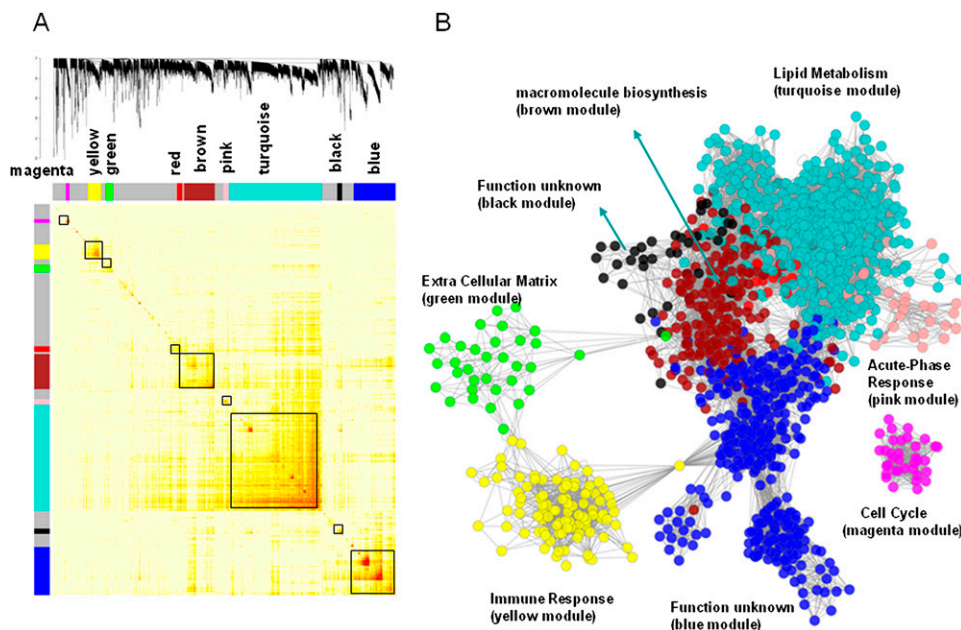 A
magenta
yellow
green
red
brown
pink
turquoise
black
blue
B
Lipid Metabolism
(turquoise module)
macromolecule biosynthesis
(brown module)
Function unknown
(black module)
Extra Cellular Matrix
(green module)
Acute-Phase
Response
(pink module)
Cell Cycle
(magenta module)
Immune Response
(yellow module)
Function unknown
(blue module)